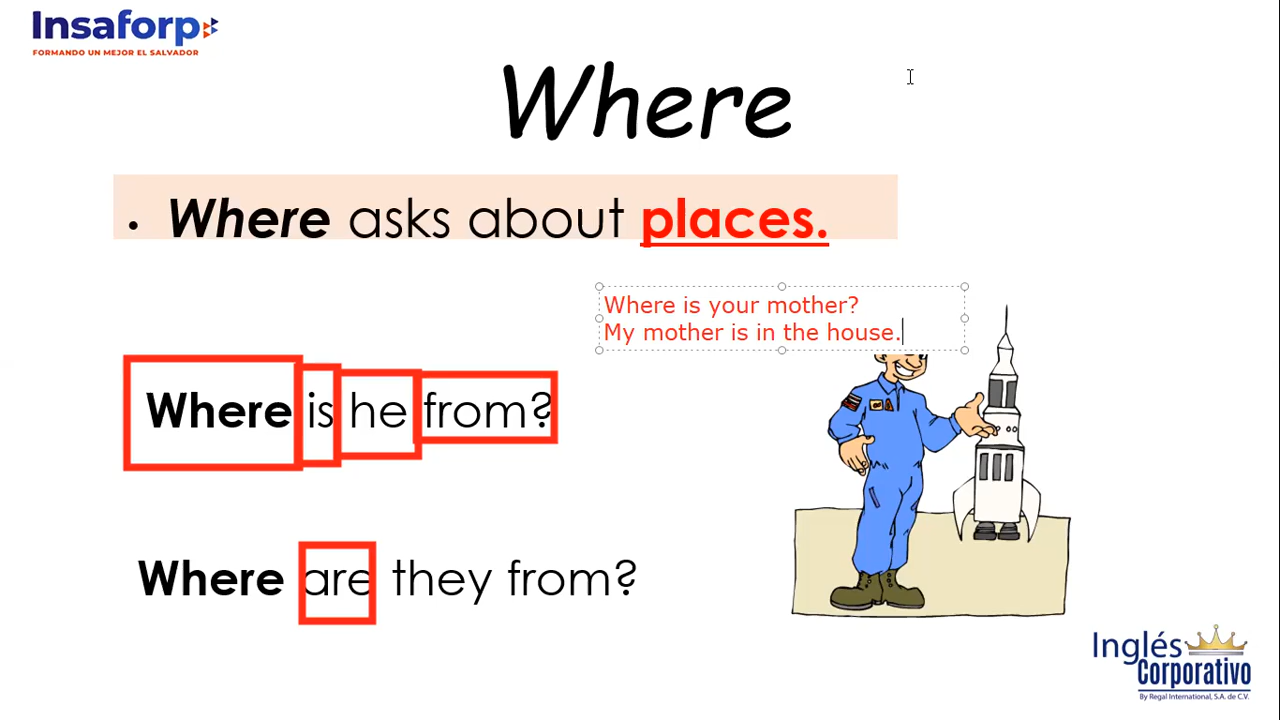 Insaforp
FORMANDO UN MEJOR EL SALVADOR
Where
• Where asks about places.
Where is your mother?
My mother is in the house.
Where is he from?
Where are they from?
Inglés
Corporativo
By Regal International, S.A. de C.V.